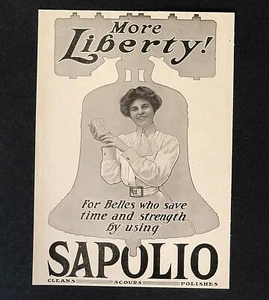 More
Liberty!
For Belles who save
time and strength
by using
SAPOLIO
CLEANS SCOURS POLISHES